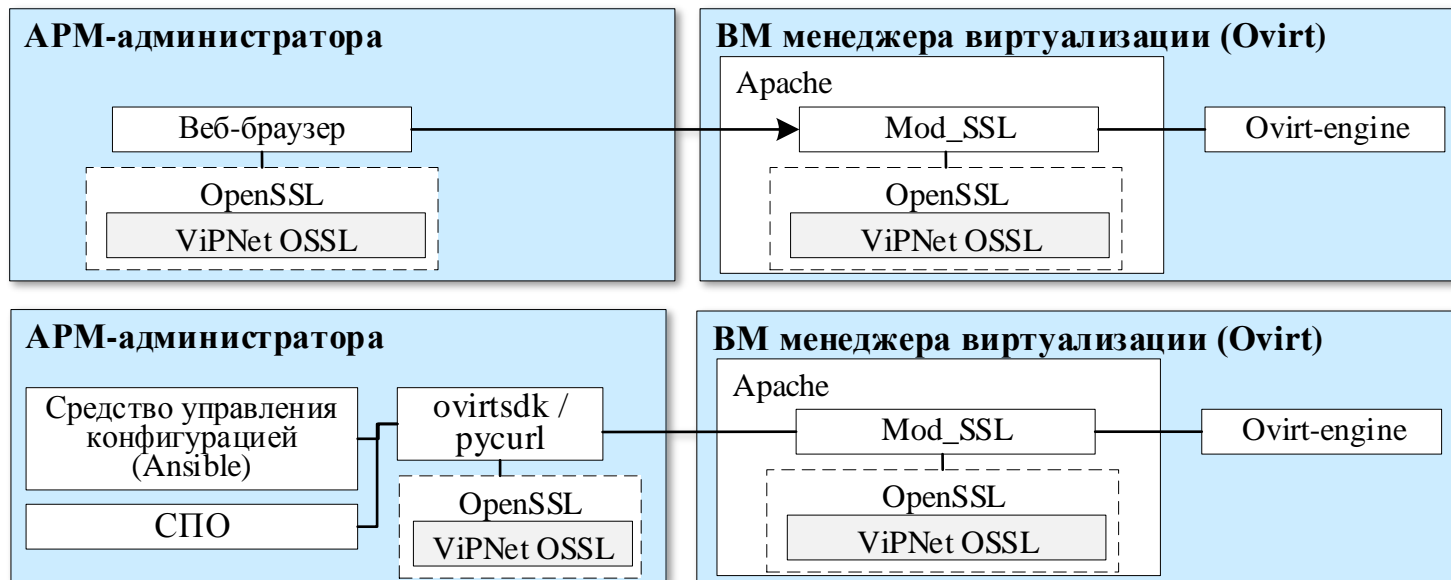 АРМ-администратора
Веб-браузер
OpenSSL
ViPNet OSSL
ВМ менеджера виртуализации (Ovirt)
Apache
Mod_SSL
OpenSSL
ViPNet OSSL
Ovirt-engine
АРМ-администратора
Средство управления
конфигурацией
(Ansible)
СПО
ovirtsdk /
pycurl
OpenSSL
ViPNet OSSL
ВМ менеджера виртуализации (Ovirt)
Apache
Mod_SSL
OpenSSL
ViPNet OSSL
Ovirt-engine